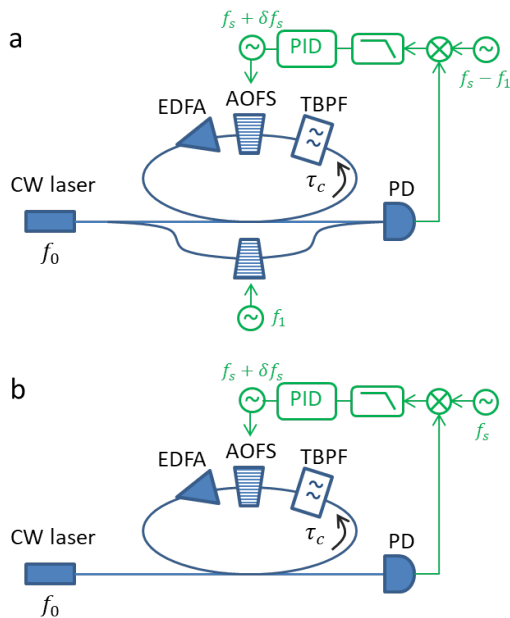 a
f_s + δf_s
PID
f_s − f_1
EDFA
AOFS
TBPF
τ_c
CW laser
PD
f_0
f_1
b
f_s + δf_s
PID
f_s
EDFA
AOFS
TBPF
τ_c
CW laser
PD
f_0